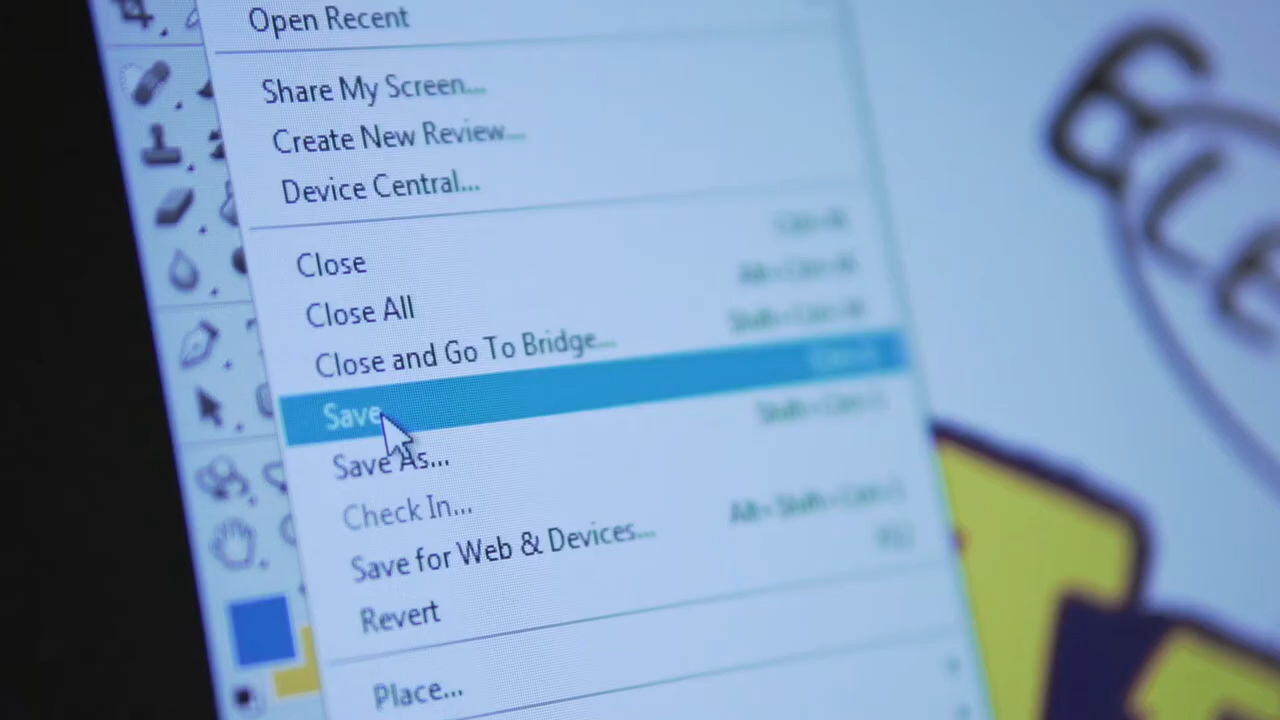 Open Recent
Share My Screen...
Create New Review...
Device Central...
Close
Close All
Close and Go To Bridge...
Save
Save As...
Check In...
Save for Web & Devices...
Revert
Place...